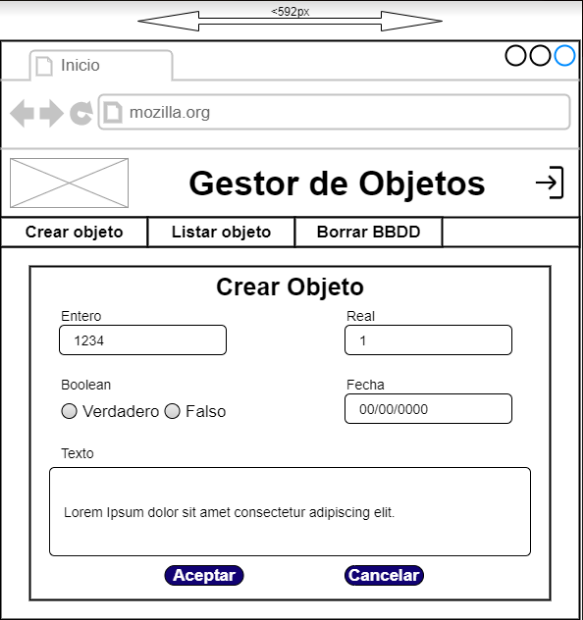 <592px
Inicio
mozilla.org
Gestor de Objetos
Crear objeto Listar objeto Borrar BBDD
Crear Objeto
Entero Real
1234 1
Boolean Fecha
Verdadero Falso 00/00/0000
Texto
Lorem Ipsum dolor sit amet consectetur adipiscing elit.
Aceptar Cancelar